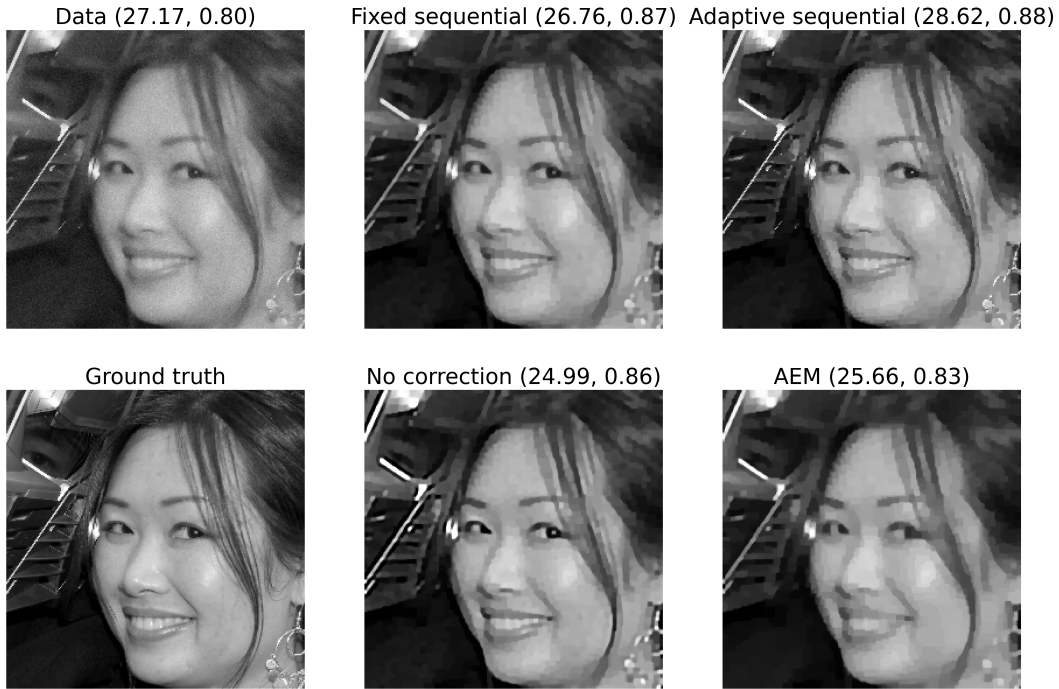 Data (27.17, 0.80)
Fixed sequential (26.76, 0.87)
Adaptive sequential (28.62, 0.88)
Ground truth
No correction (24.99, 0.86)
AEM (25.66, 0.83)